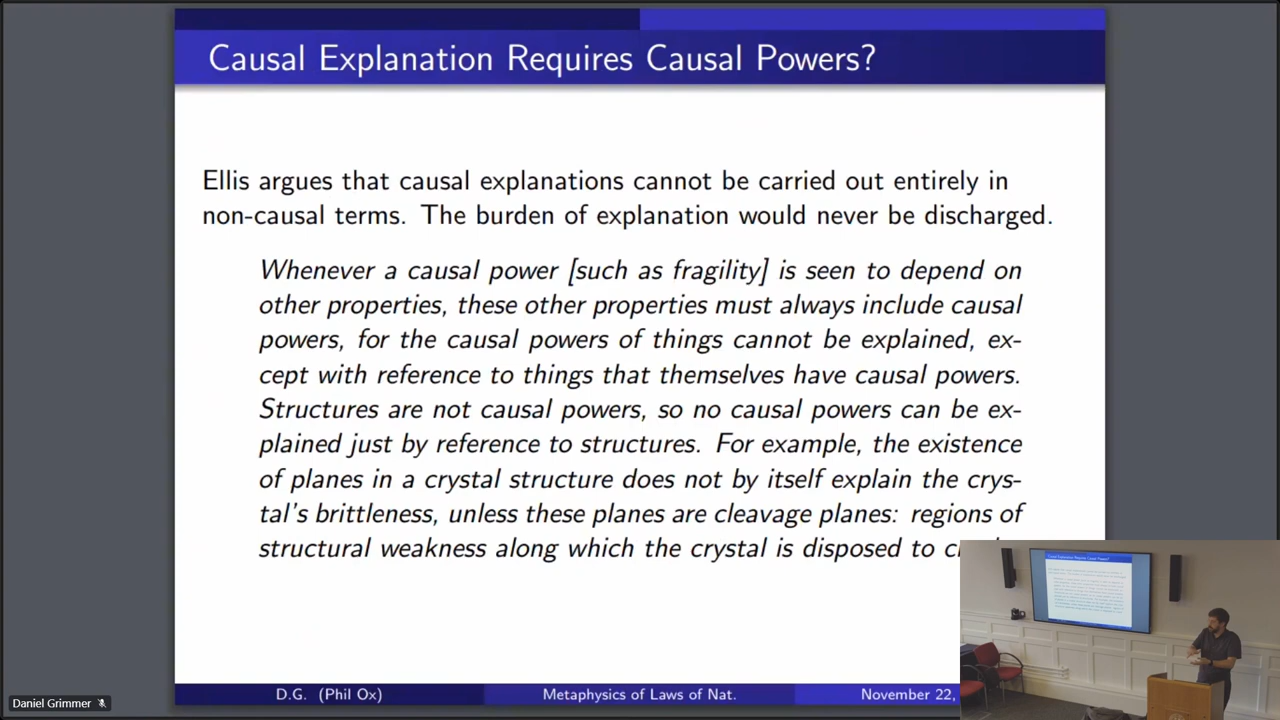 Causal Explanation Requires Causal Powers?
Ellis argues that causal explanations cannot be carried out entirely in
non-causal terms. The burden of explanation would never be discharged.
Whenever a causal power [such as fragility] is seen to depend on
other properties, these other properties must always include causal
powers, for the causal powers of things cannot be explained, ex-
cept with reference to things that themselves have causal powers.
Structures are not causal powers, so no causal powers can be ex-
plained just by reference to structures. For example, the existence
of planes in a crystal structure does not by itself explain the crys-
tal's brittleness, unless these planes are cleavage planes: regions of
structural weakness along which the crystal is disposed to
D.G. (Phil Ox) Metaphysics of Laws of Nat. November 22,
Daniel Grimmer
Causal Explanation Requires Causal Powers?